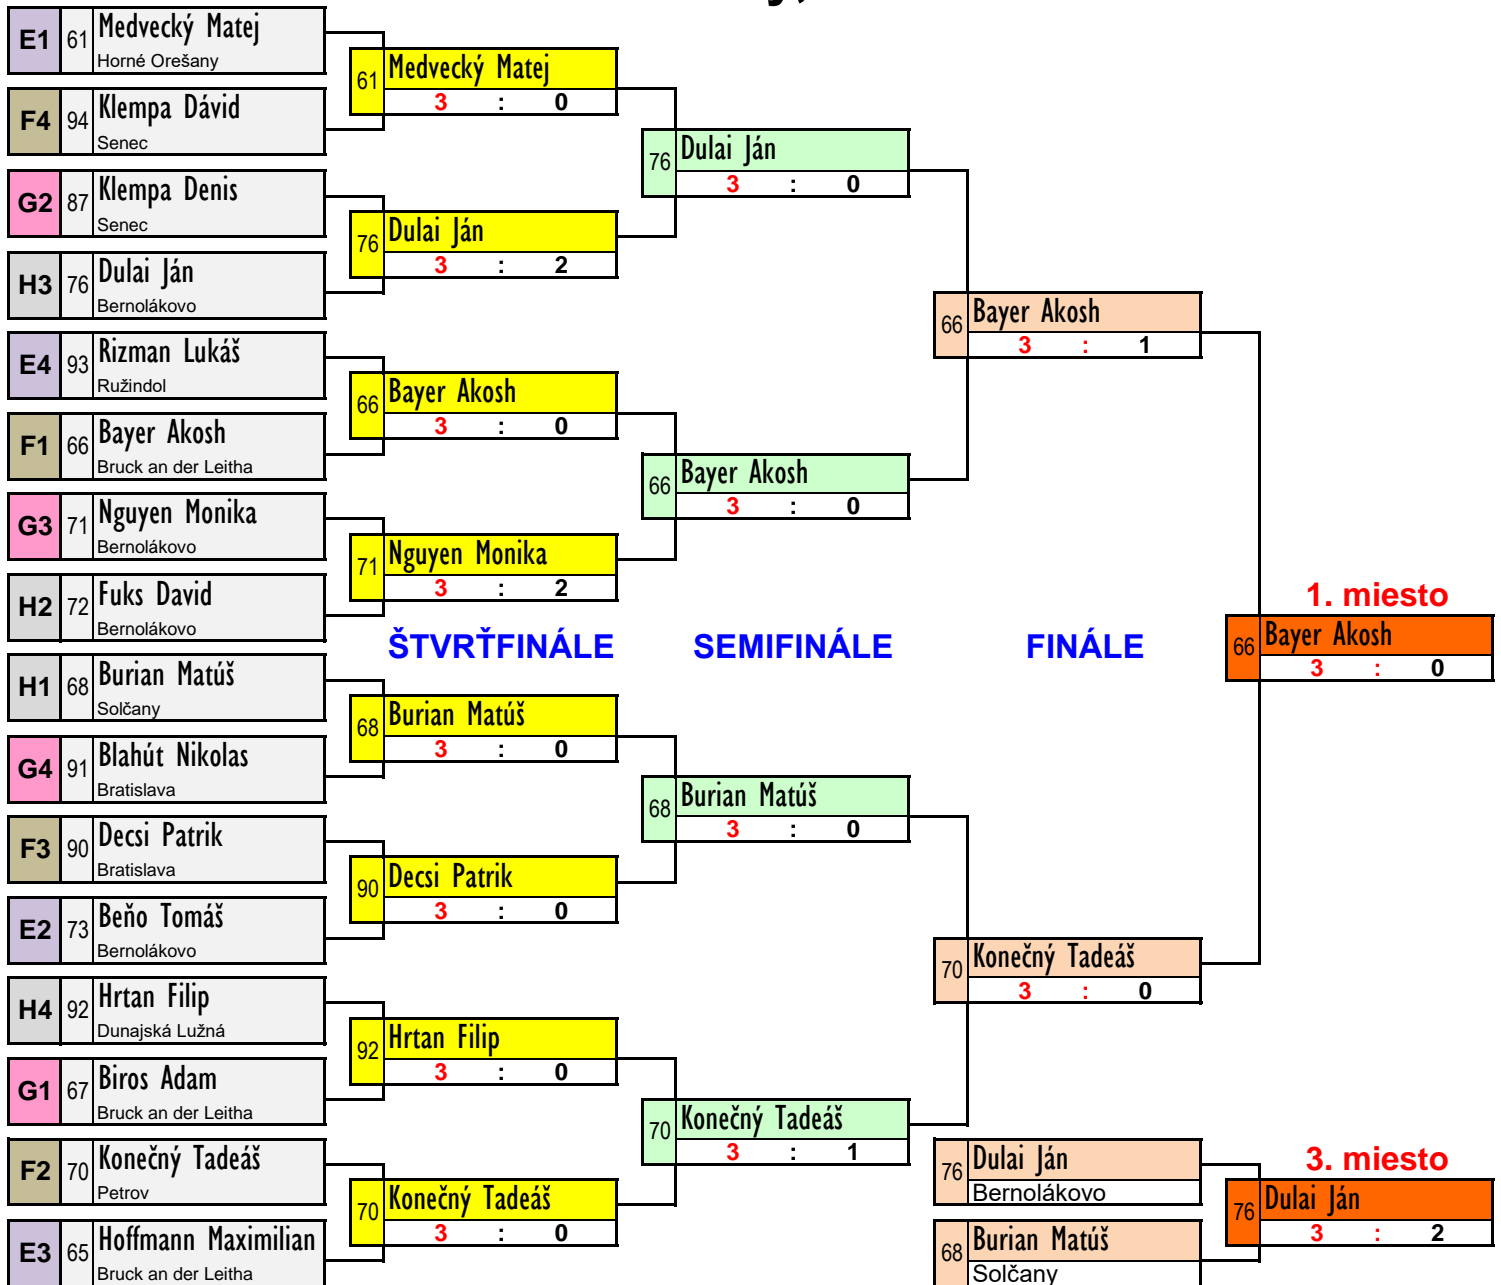 E1 61 Medvecký Matej
Horné Orešany
F4 94 Klempa Dávid
Senec
G2 87 Klempa Denis
Senec
H3 76 Dulai Ján
Bernolákovo
E4 93 Rizman Lukáš
Ružindol
F1 66 Bayer Akosh
Bruck an der Leitha
G3 71 Nguyen Monika
Bernolákovo
H2 72 Fuks David
Bernolákovo
H1 68 Burian Matúš
Solčany
G4 91 Blahút Nikolas
Bratislava
F3 90 Decsi Patrik
Bratislava
E2 73 Beňo Tomáš
Bernolákovo
H4 92 Hrtan Filip
Dunajská Lužná
G1 67 Biros Adam
Bruck an der Leitha
F2 70 Konečný Tadeáš
Petrov
E3 65 Hoffmann Maximilian
Bruck an der Leitha
61 Medvecký Matej
3 : 0
76 Dulai Ján
3 : 2
66 Bayer Akosh
3 : 0
71 Nguyen Monika
3 : 2
ŠTVRŤFINÁLE
68 Burian Matúš
3 : 0
90 Decsi Patrik
3 : 0
92 Hrtan Filip
3 : 0
70 Konečný Tadeáš
3 : 0
76 Dulai Ján
3 : 0
66 Bayer Akosh
3 : 0
SEMIFINÁLE
68 Burian Matúš
3 : 0
70 Konečný Tadeáš
3 : 1
66 Bayer Akosh
3 : 1
FINÁLE
70 Konečný Tadeáš
3 : 0
76 Dulai Ján
Bernolákovo
68 Burian Matúš
Solčany
1. miesto
66 Bayer Akosh
3 : 0
3. miesto
76 Dulai Ján
3 : 2